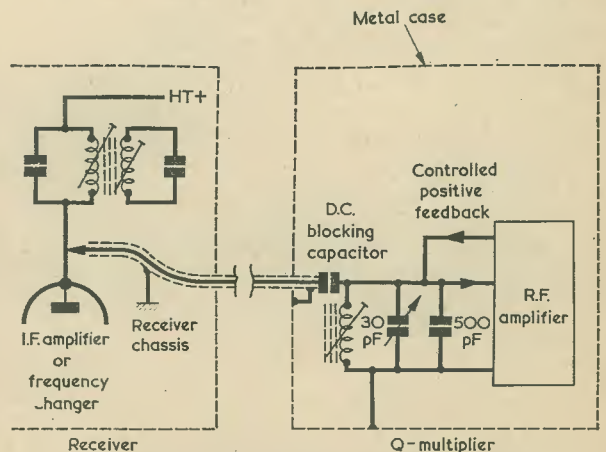 Metal case
HT+
Controlled
positive
feedback
D.C.
blocking
capacitor
R.F.
amplifier
30
pF
500
pF
I.F. amplifier
or
frequency
changer
Receiver
chassis
Receiver
Q-multiplier